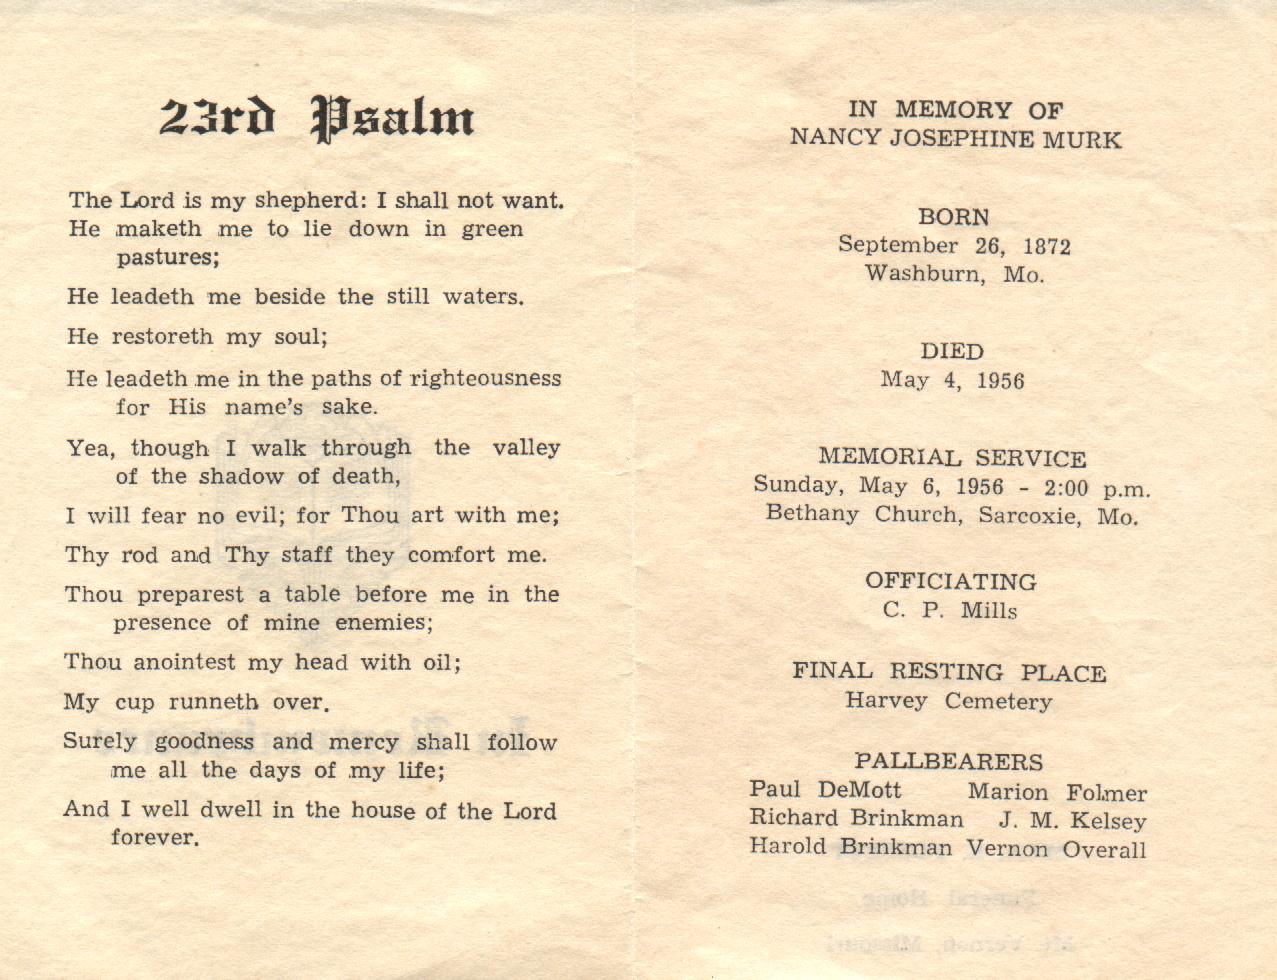 23rd Psalm
The Lord is my shepherd: I shall not want.
He maketh me to lie down in green
pastures;
He leadeth me beside the still waters.
He restoreth my soul;
He leadeth me in the paths of righteousness
for His name's sake.
Yea, though I walk through the valley
of the shadow of death,
I will fear no evil; for Thou art with me;
Thy rod and Thy staff they comfort me.
Thou preparest a table before me in the
presence of mine enemies;
Thou anointest my head with oil;
My cup runneth over.
Surely goodness and mercy shall follow
me all the days of my life;
And I well dwell in the house of the Lord
forever.
IN MEMORY OF
NANCY JOSEPHINE MURK
BORN
September 26, 1872
Washburn, Mo.
DIED
May 4, 1956
MEMORIAL SERVICE
Sunday, May 6, 1956 - 2:00 p.m.
Bethany Church, Sarcoxie, Mo.
OFFICIATING
C. P. Mills
FINAL RESTING PLACE
Harvey Cemetery
PALLBEARERS
Paul DeMott Marion Folmer
Richard Brinkman J. M. Kelsey
Harold Brinkman Vernon Overall
Funeral Home
Mt. Vernon, Missouri